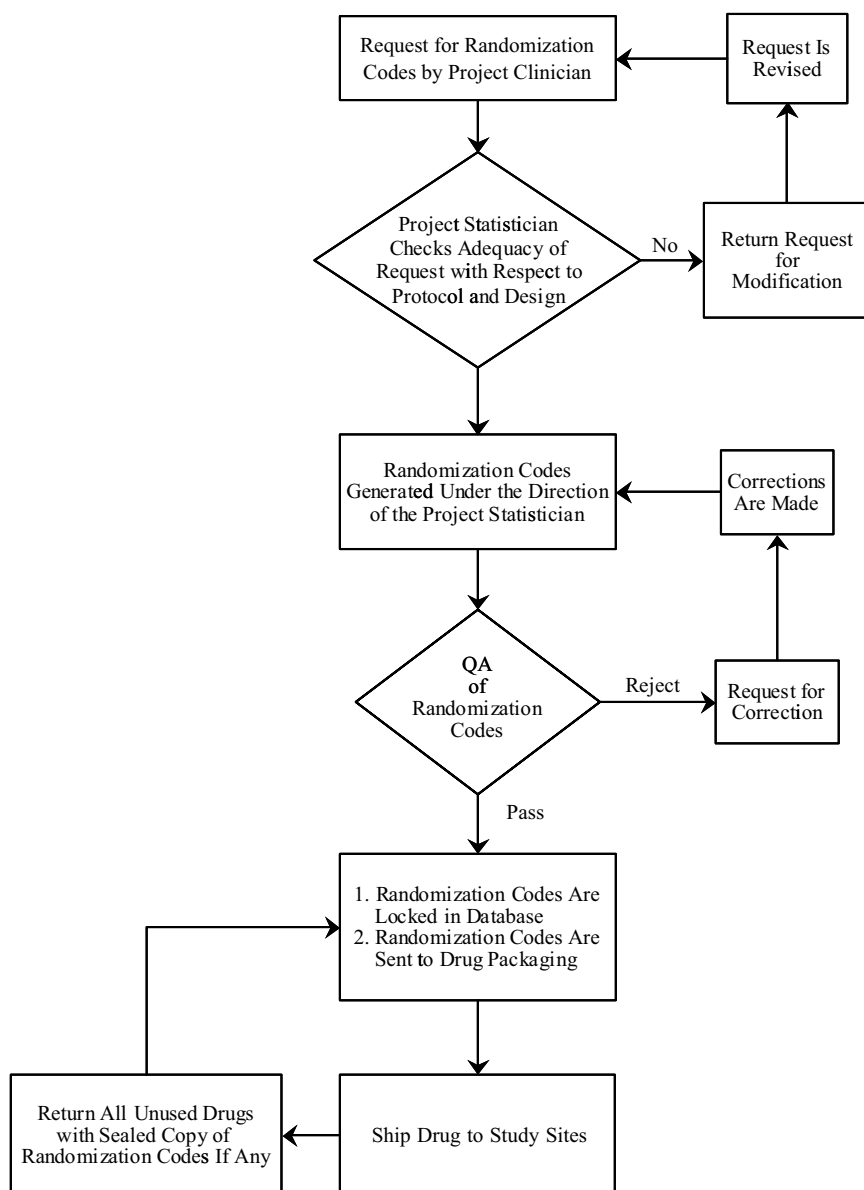 Request for Randomization
Codes by Project Clinician
Request Is
Revised
Project Statistician
Checks Adequacy of
Request with Respect to
Protocol and Design
No
Return Request
for
Modification
Randomization Codes
Generated Under the Direction
of the Project Statistician
Corrections
Are Made
QA
of
Randomization
Codes
Reject
Request for
Correction
Pass
1. Randomization Codes Are
Locked in Database
2. Randomization Codes Are
Sent to Drug Packaging
Return All Unused Drugs
with Sealed Copy of
Randomization Codes If Any
Ship Drug to Study Sites